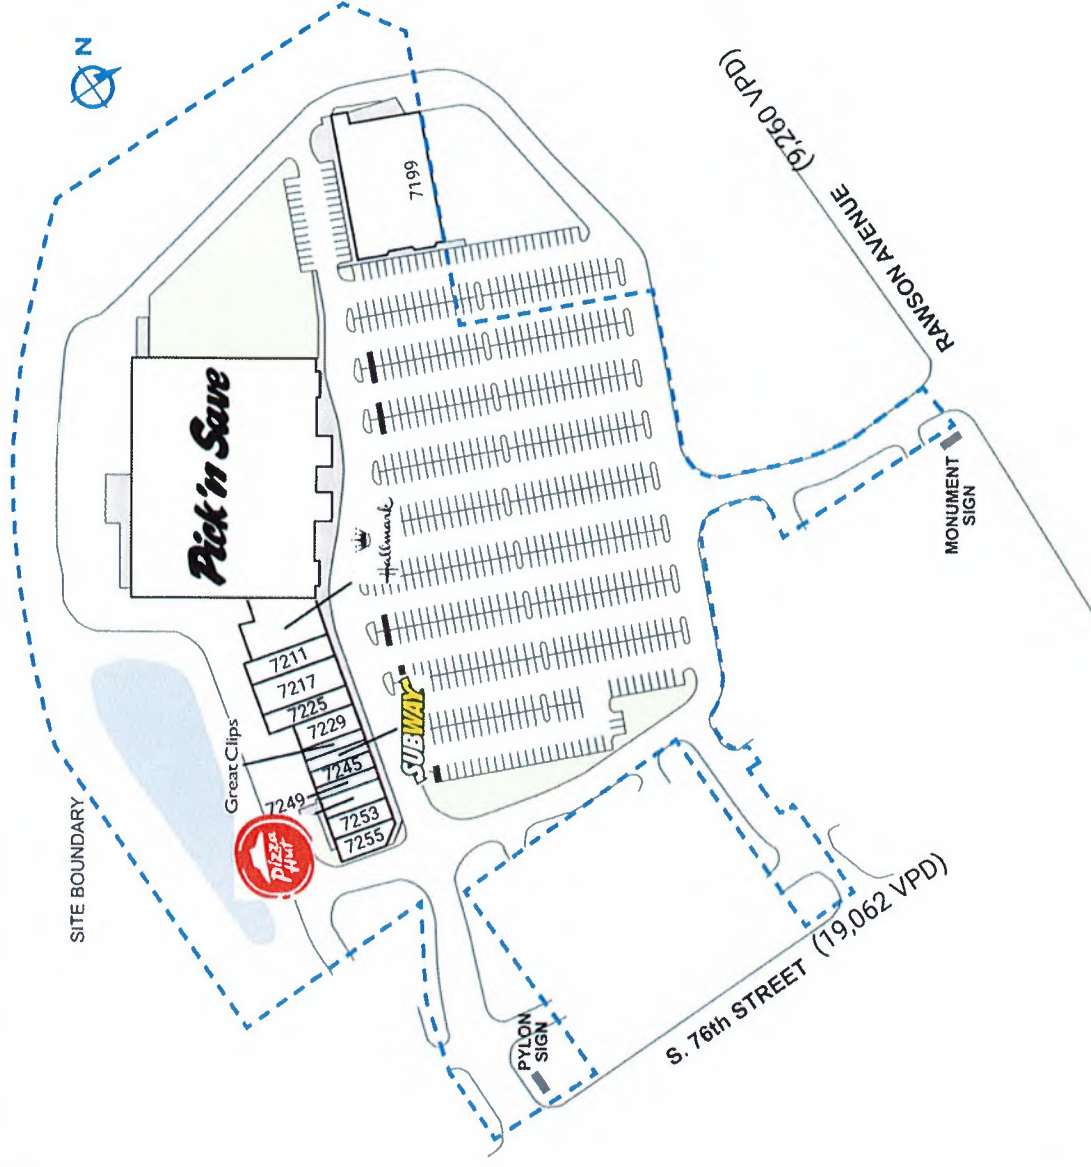 N
SITE BOUNDARY
Pick 'n Save
7199
(9,260 VPD)
RAWSON AVENUE
MONUMENT
SIGN
Hallmark
7211
7217
7225
7229
Great Clips
SUBWAY
7245
7249
7253
7255
Pizza
Hut
PYLON
SIGN
S. 76th STREET (19,062 VPD)